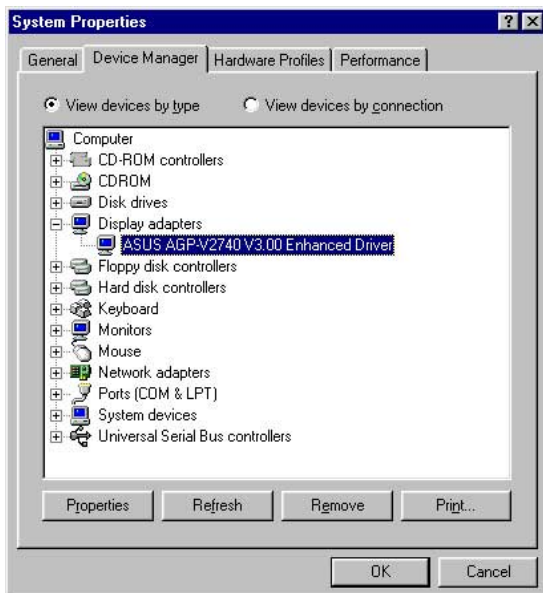 System Properties
General Device Manager Hardware Profiles Performance
View devices by type View devices by connection
Computer
CD-ROM controllers
CDROM
Disk drives
Display adapters
ASUS AGP-V2740 V3.00 Enhanced Driver
Floppy disk controllers
Hard disk controllers
Keyboard
Monitors
Mouse
Network adapters
Ports (COM & LPT)
System devices
Universal Serial Bus controllers
Properties Refresh Remove Print...
OK Cancel